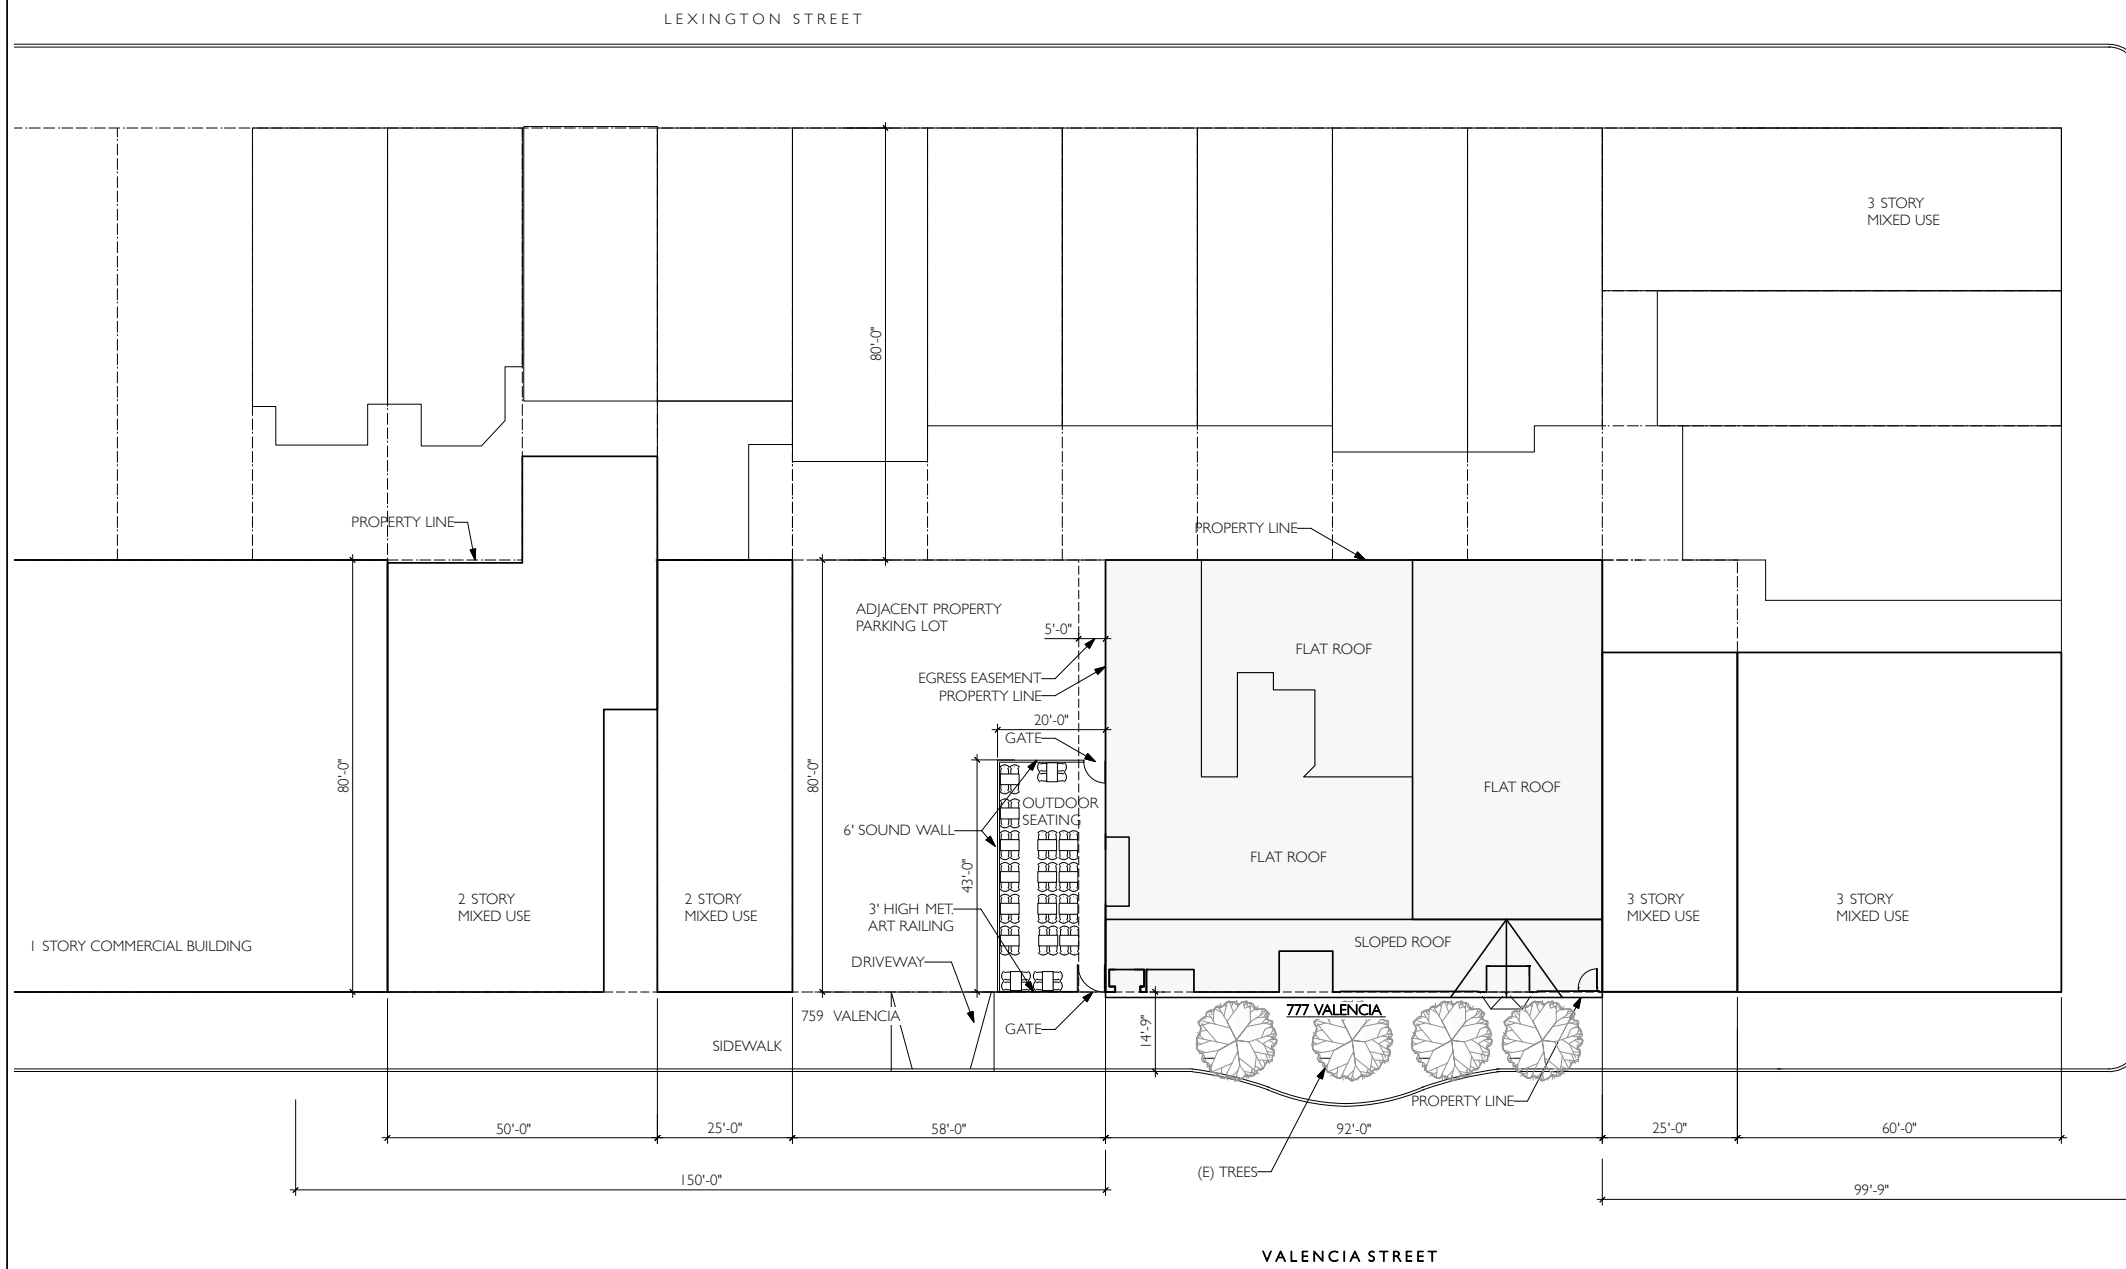 LEXINGTON STREET
3 STORY
MIXED USE
80'-0"
PROPERTY LINE
PROPERTY LINE
ADJACENT PROPERTY
PARKING LOT
5'-0"
FLAT ROOF
EGRESS EASEMENT
PROPERTY LINE
20'-0"
GATE
80'-0"
80'-0"
FLAT ROOF
OUTDOOR
SEATING
6' SOUND WALL
43'-0"
FLAT ROOF
2 STORY
MIXED USE
2 STORY
MIXED USE
3' HIGH MET.
ART RAILING
3 STORY
MIXED USE
3 STORY
MIXED USE
1 STORY COMMERCIAL BUILDING
SLOPED ROOF
DRIVEWAY
759 VALENCIA
777 VALENCIA
GATE
14'-9"
SIDEWALK
PROPERTY LINE
50'-0"
25'-0"
58'-0"
92'-0"
25'-0"
60'-0"
(E) TREES
150'-0"
99'-9"
VALENCIA STREET